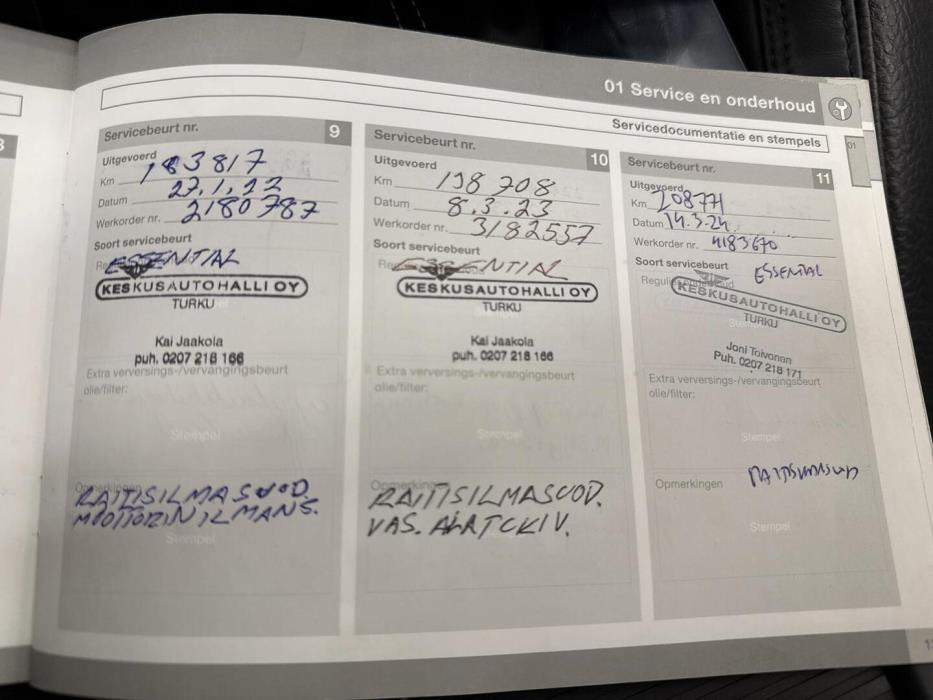 01 Service en onderhoud
Servicedocumentatie en stempels
01
Servicebeurt nr. 9
Uitgevoerd
Km 183817
Datum 27.1.22
Werkorder nr. 2180787
Soort servicebeurt
ESSENTIAL
KESKUSAUTOHALLI OY
TURKU
Kai Jaakola
puh. 0207 218 166
Extra verversings-/vervangingsbeurt
olie/filter:
Stempel
Opmerkingen
RAITISILMASUOD.
MOOTTORIN ILMANS.
Stempel
Servicebeurt nr. 10
Uitgevoerd
Km 198 708
Datum 8.3.23
Werkorder nr. 3182557
Soort servicebeurt
ESSENTIAL
KESKUSAUTOHALLI OY
TURKU
Kai Jaakola
puh. 0207 218 166
Extra verversings-/vervangingsbeurt
olie/filter:
Stempel
Opmerkingen
RAITISILMASUOD.
VAS. ALATUKIV.
Servicebeurt nr. 11
Uitgevoerd
Km 208771
Datum 14.3.24
Werkorder nr. 4183670
Soort servicebeurt
ESSENTIAL
KESKUSAUTOHALLI OY
TURKU
Joni Toivonen
Puh. 0207 218 171
Extra verversings-/vervangingsbeurt
olie/filter:
Stempel
Opmerkingen
Stempel